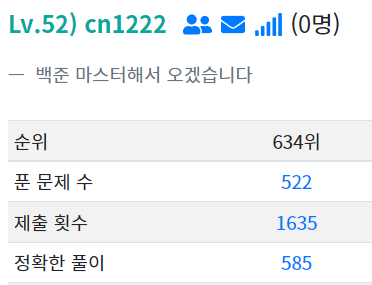 Lv.52) cn1222 (0명)
― 백준 마스터해서 오겠습니다
순위 634위
푼 문제 수 522
제출 횟수 1635
정확한 풀이 585